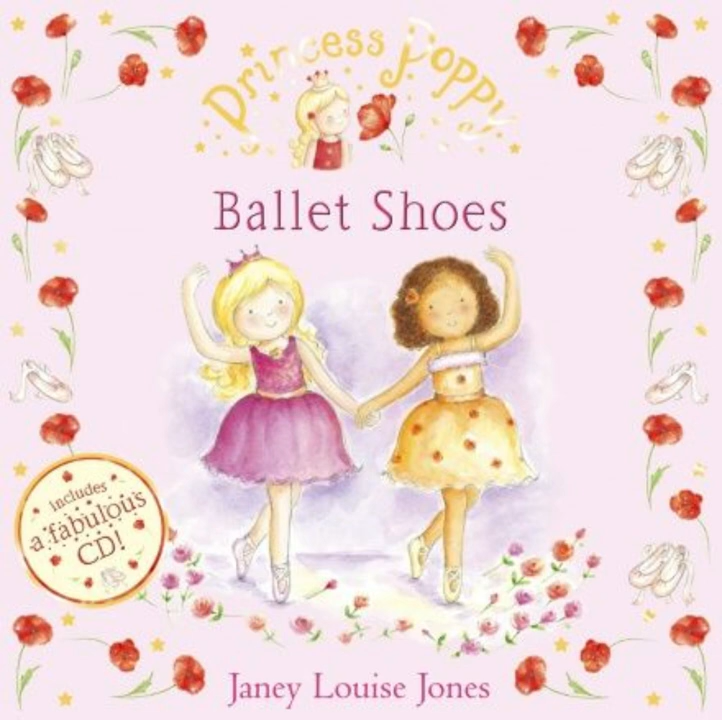 Princess Poppy
Ballet Shoes
includes
a fabulous
CD!
Janey Louise Jones